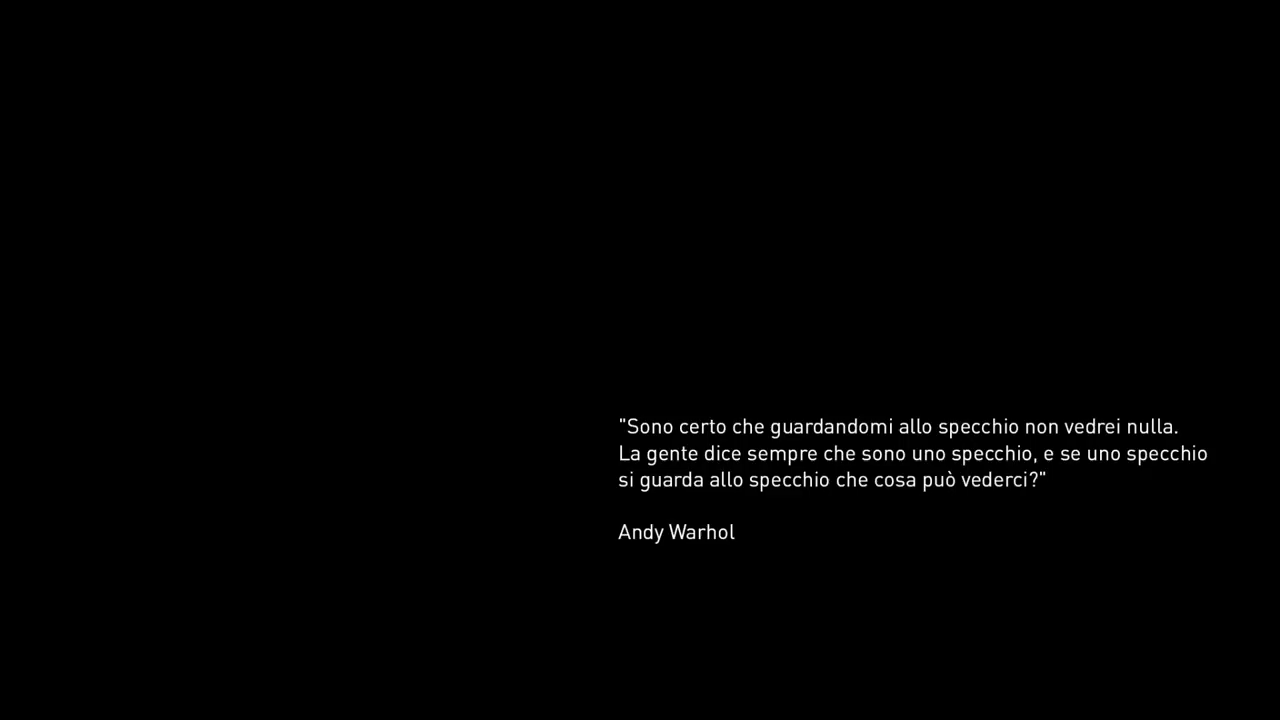 "Sono certo che guardandomi allo specchio non vedrei nulla.
La gente dice sempre che sono uno specchio, e se uno specchio
si guarda allo specchio che cosa può vederci?"
Andy Warhol